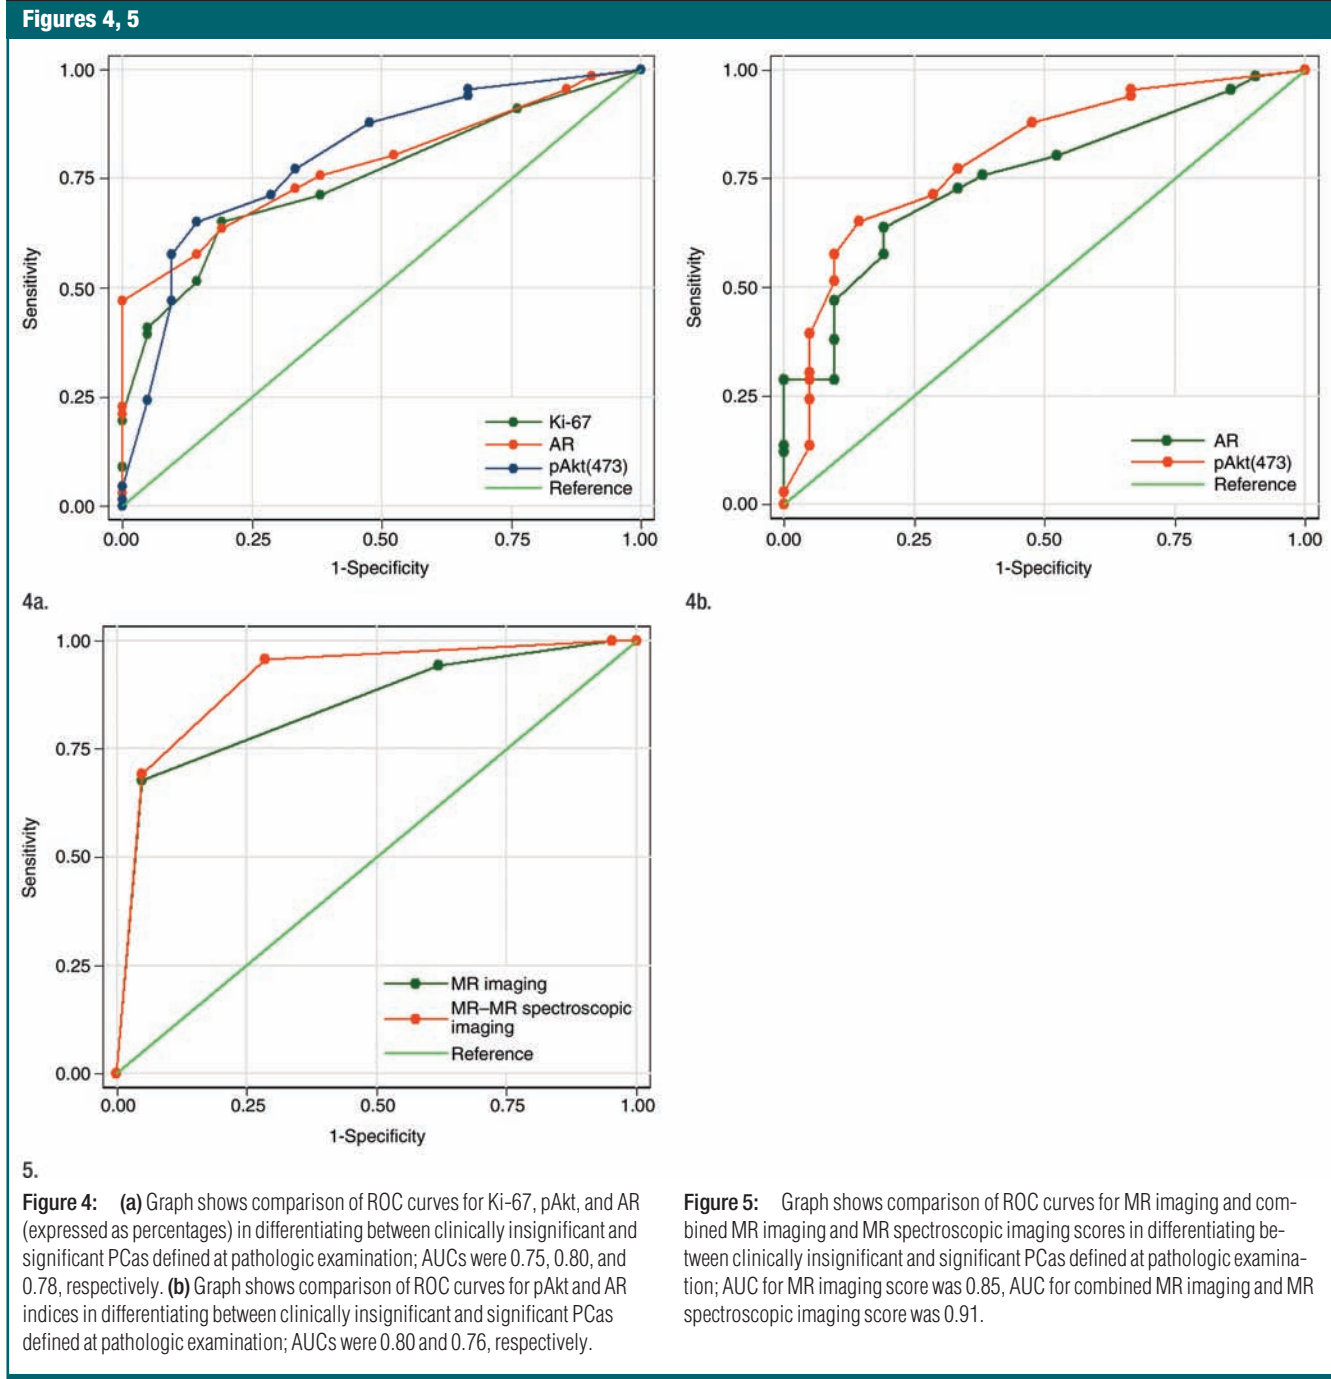 Figures 4, 5
1.00
0.75
0.50
0.25
0.00
Sensitivity
Ki-67
AR
pAkt(473)
Reference
0.00 0.25 0.50 0.75 1.00
1-Specificity
4a.
1.00
0.75
0.50
0.25
0.00
Sensitivity
AR
pAkt(473)
Reference
0.00 0.25 0.50 0.75 1.00
1-Specificity
4b.
1.00
0.75
0.50
0.25
0.00
Sensitivity
MR imaging
MR–MR spectroscopic
imaging
Reference
0.00 0.25 0.50 0.75 1.00
1-Specificity
5.
Figure 4: (a) Graph shows comparison of ROC curves for Ki-67, pAkt, and AR
(expressed as percentages) in differentiating between clinically insignificant and
significant PCas defined at pathologic examination; AUCs were 0.75, 0.80, and
0.78, respectively. (b) Graph shows comparison of ROC curves for pAkt and AR
indices in differentiating between clinically insignificant and significant PCas
defined at pathologic examination; AUCs were 0.80 and 0.76, respectively.
Figure 5: Graph shows comparison of ROC curves for MR imaging and com-
bined MR imaging and MR spectroscopic imaging scores in differentiating be-
tween clinically insignificant and significant PCas defined at pathologic examina-
tion; AUC for MR imaging score was 0.85, AUC for combined MR imaging and MR
spectroscopic imaging score was 0.91.